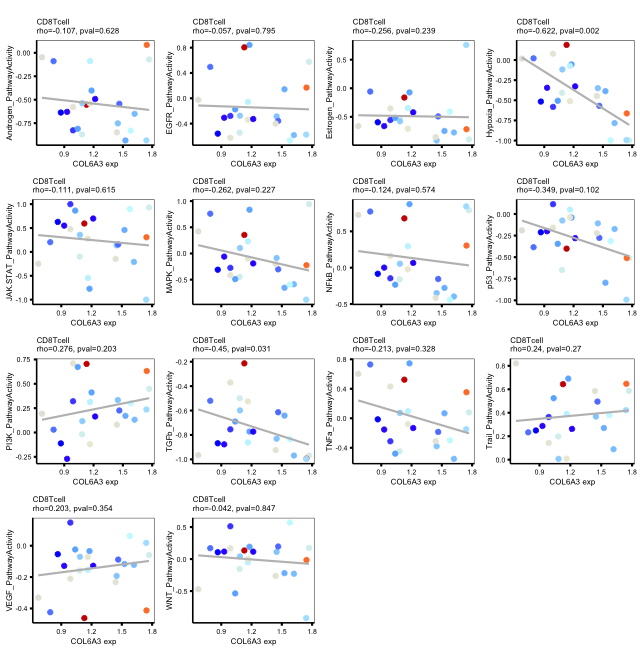 CD8Tcell
rho=-0.107, pval=0.628
Androgen_PathwayActivity
0.00
-0.25
-0.50
-0.75
0.9 1.2 1.5 1.8
COL6A3 exp
CD8Tcell
rho=-0.057, pval=0.795
EGFR_PathwayActivity
0.8
0.4
0.0
-0.4
0.9 1.2 1.5 1.8
COL6A3 exp
CD8Tcell
rho=-0.256, pval=0.239
Estrogen_PathwayActivity
0.5
0.0
-0.5
0.9 1.2 1.5 1.8
COL6A3 exp
CD8Tcell
rho=-0.622, pval=0.002
Hypoxia_PathwayActivity
0.00
-0.25
-0.50
-0.75
-1.00
0.9 1.2 1.5 1.8
COL6A3 exp
CD8Tcell
rho=-0.111, pval=0.615
JAK.STAT_PathwayActivity
1.0
0.5
0.0
-0.5
-1.0
0.9 1.2 1.5 1.8
COL6A3 exp
CD8Tcell
rho=-0.262, pval=0.227
MAPK_PathwayActivity
1.0
0.5
0.0
-0.5
0.9 1.2 1.5 1.8
COL6A3 exp
CD8Tcell
rho=-0.124, pval=0.574
NFkB_PathwayActivity
1.0
0.5
0.0
-0.5
0.9 1.2 1.5 1.8
COL6A3 exp
CD8Tcell
rho=-0.349, pval=0.102
p53_PathwayActivity
0.00
-0.25
-0.50
-0.75
-1.00
0.9 1.2 1.5 1.8
COL6A3 exp
CD8Tcell
rho=0.276, pval=0.203
PI3K_PathwayActivity
0.75
0.50
0.25
0.00
-0.25
0.9 1.2 1.5 1.8
COL6A3 exp
CD8Tcell
rho=-0.45, pval=0.031
TGFb_PathwayActivity
-0.2
-0.4
-0.6
-0.8
-1.0
0.9 1.2 1.5 1.8
COL6A3 exp
CD8Tcell
rho=-0.213, pval=0.328
TNFa_PathwayActivity
0.8
0.4
0.0
-0.4
0.9 1.2 1.5 1.8
COL6A3 exp
CD8Tcell
rho=0.24, pval=0.27
Trail_PathwayActivity
0.8
0.6
0.4
0.2
0.0
0.9 1.2 1.5 1.8
COL6A3 exp
CD8Tcell
rho=0.203, pval=0.354
VEGF_PathwayActivity
0.0
-0.2
-0.4
0.9 1.2 1.5 1.8
COL6A3 exp
CD8Tcell
rho=-0.042, pval=0.847
WNT_PathwayActivity
0.5
0.0
-0.5
0.9 1.2 1.5 1.8
COL6A3 exp